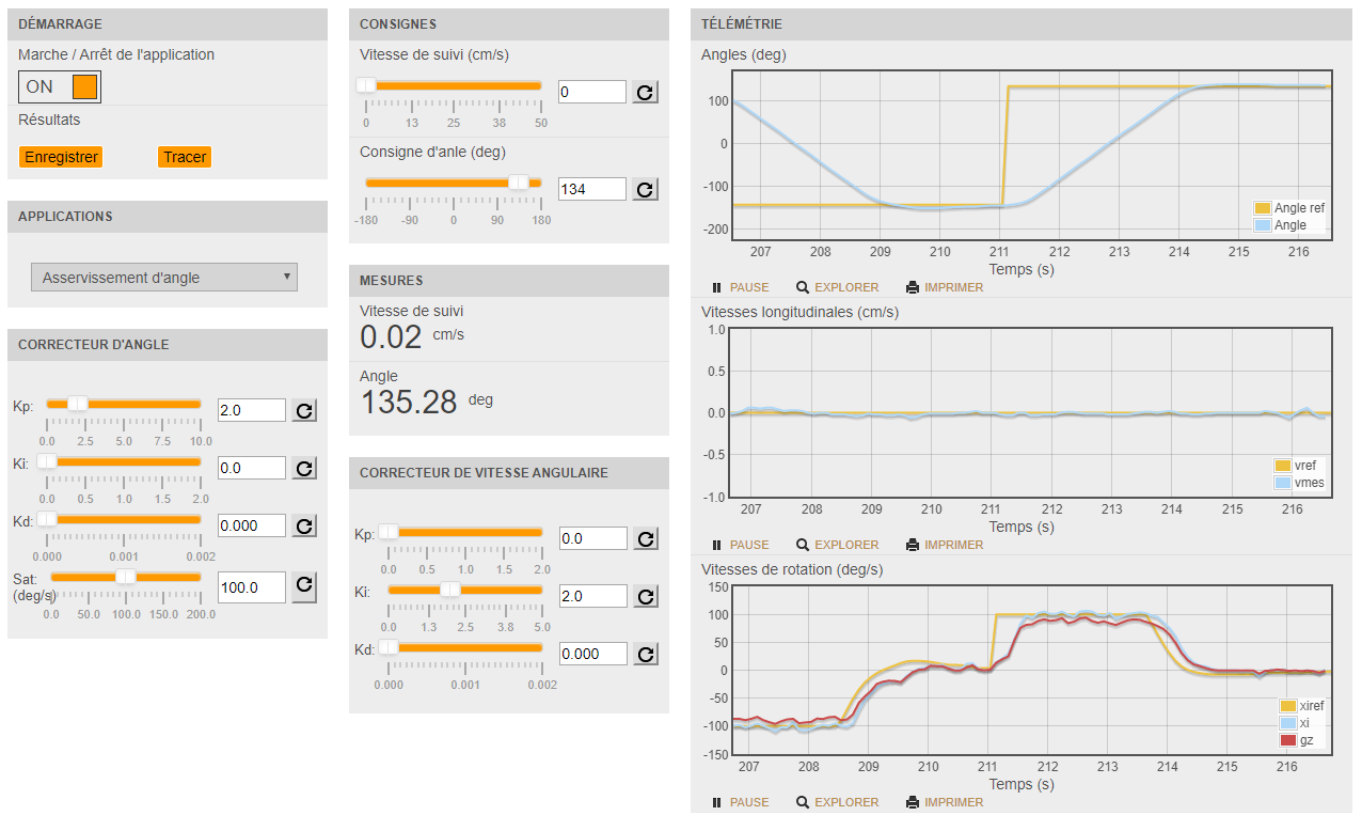 DÉMARRAGE
Marche / Arrêt de l'application
ON
Résultats
Enregistrer Tracer
APPLICATIONS
Asservissement d'angle
CORRECTEUR D'ANGLE
Kp: 2.0
0.0 2.5 5.0 7.5 10.0
Ki: 0.0
0.0 0.5 1.0 1.5 2.0
Kd: 0.000
0.000 0.001 0.002
Sat: 100.0
(deg/s)
0.0 50.0 100.0 150.0 200.0
CONSIGNES
Vitesse de suivi (cm/s)
0
0 13 25 38 50
Consigne d'anle (deg)
134
-180 -90 0 90 180
MESURES
Vitesse de suivi
0.02 cm/s
Angle
135.28 deg
CORRECTEUR DE VITESSE ANGULAIRE
Kp: 0.0
0.0 0.5 1.0 1.5 2.0
Ki: 2.0
0.0 1.3 2.5 3.8 5.0
Kd: 0.000
0.000 0.001 0.002
TÉLÉMÉTRIE
Angles (deg)
100
0
-100
-200
Angle ref
Angle
207 208 209 210 211 212 213 214 215 216
Temps (s)
PAUSE EXPLORER IMPRIMER
Vitesses longitudinales (cm/s)
1.0
0.5
0.0
-0.5
-1.0
vref
vmes
207 208 209 210 211 212 213 214 215 216
Temps (s)
PAUSE EXPLORER IMPRIMER
Vitesses de rotation (deg/s)
150
100
50
0
-50
-100
-150
xiref
xi
gz
207 208 209 210 211 212 213 214 215 216
Temps (s)
PAUSE EXPLORER IMPRIMER